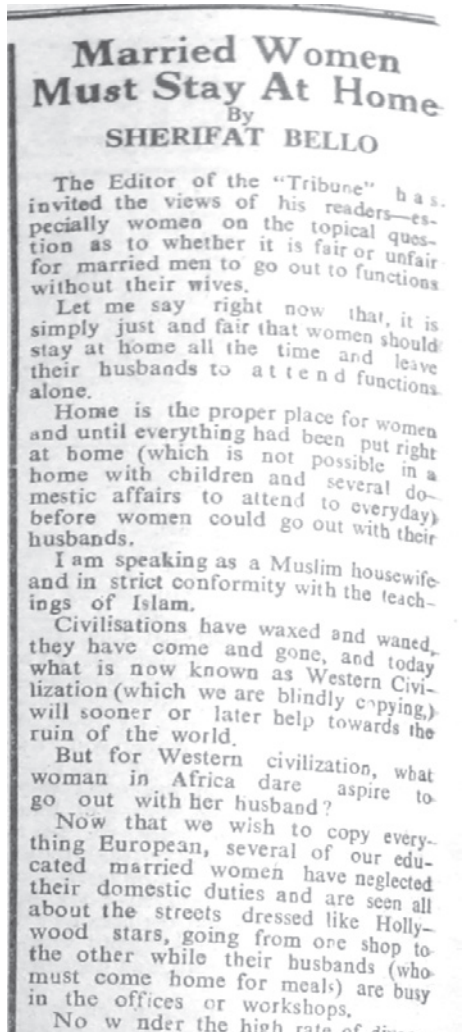 Married Women
Must Stay At Home
By
SHERIFAT BELLO
The Editor of the "Tribune" has
invited the views of his readers—es-
pecially women on the topical ques-
tion as to whether it is fair or unfair
for married men to go out to functions
without their wives.
Let me say right now that, it is
simply just and fair that women should
stay at home all the time and leave
their husbands to attend functions
alone.
Home is the proper place for women
and until everything had been put right
at home (which is not possible in a
home with children and several do-
mestic affairs to attend to everyday)
before women could go out with their
husbands.
I am speaking as a Muslim housewife
and in strict conformity with the teach-
ings of Islam.
Civilisations have waxed and waned,
they have come and gone, and today
what is now known as Western Civi-
lization (which we are blindly copying,)
will sooner or later help towards the
ruin of the world.
But for Western civilization, what
woman in Africa dare aspire to
go out with her husband?
Now that we wish to copy every-
thing European, several of our edu-
cated married women have neglected
their domestic duties and are seen all
about the streets dressed like Holly-
wood stars, going from one shop to
the other while their husbands (who
must come home for meals) are busy
in the offices or workshops.
No w nder the high rate of